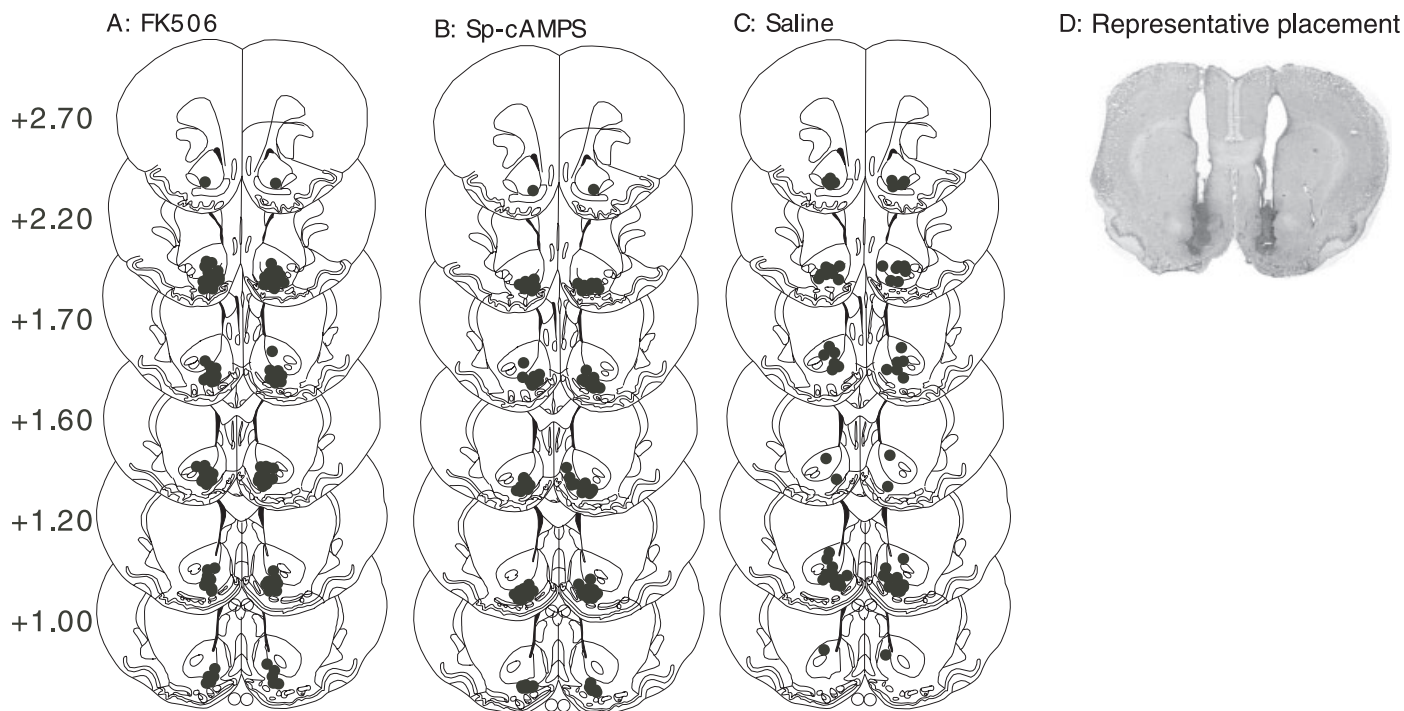 A: FK506
B: Sp-cAMPS
C: Saline
D: Representative placement
+2.70
+2.20
+1.70
+1.60
+1.20
+1.00